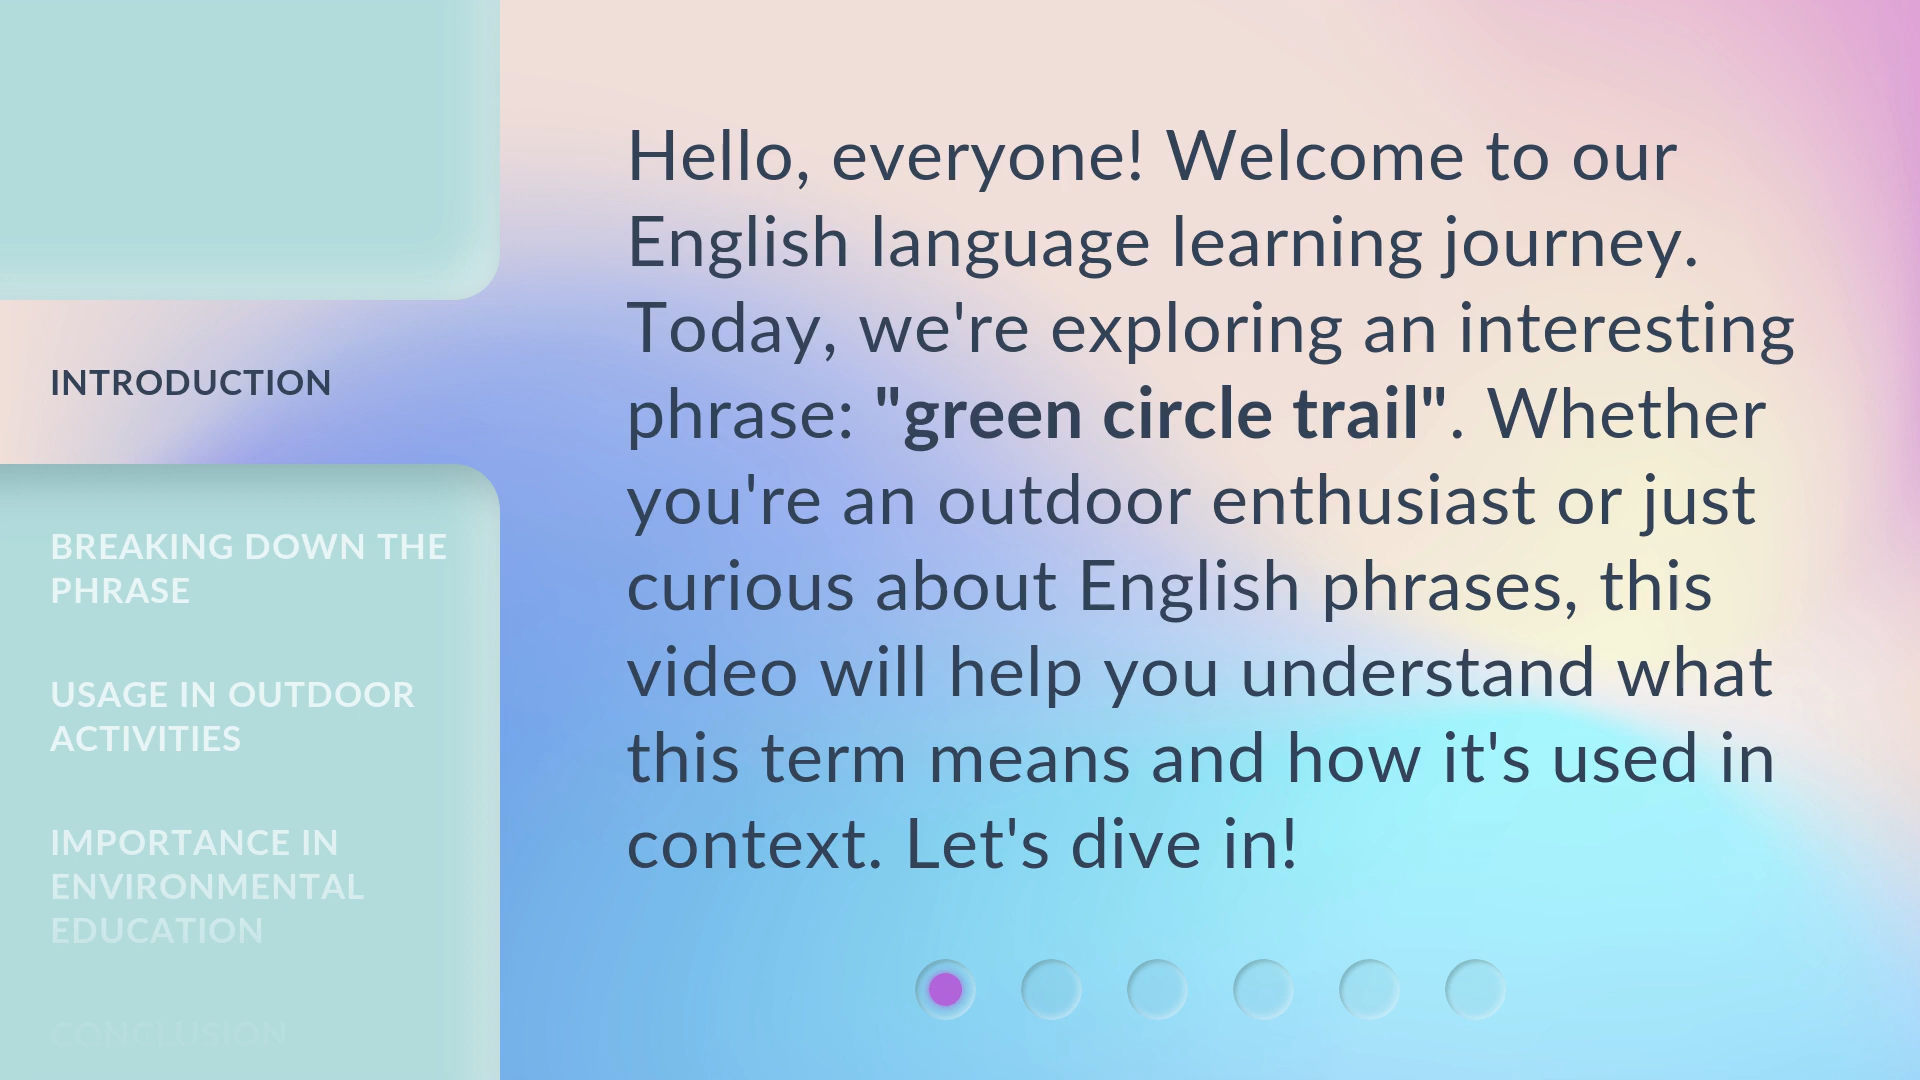 INTRODUCTION
BREAKING DOWN THE
PHRASE
USAGE IN OUTDOOR
ACTIVITIES
IMPORTANCE IN
ENVIRONMENTAL
EDUCATION
CONCLUSION
Hello, everyone! Welcome to our
English language learning journey.
Today, we're exploring an interesting
phrase: "green circle trail". Whether
you're an outdoor enthusiast or just
curious about English phrases, this
video will help you understand what
this term means and how it's used in
context. Let's dive in!